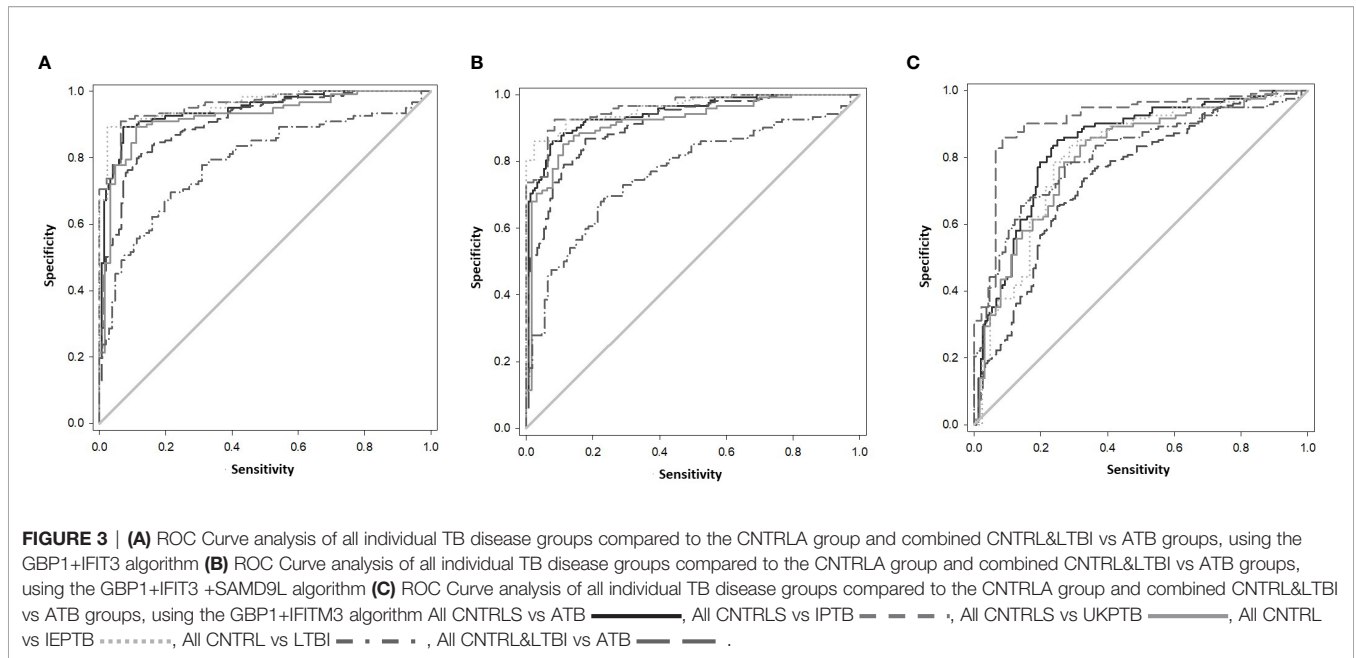 A
B
C
1.0
0.8
0.6
0.4
0.2
0.0
Specificity
0.0 0.2 0.4 0.6 0.8 1.0
Sensitivity
1.0
0.8
0.6
0.4
0.2
0.0
Specificity
0.0 0.2 0.4 0.6 0.8 1.0
Sensitivity
1.0
0.8
0.6
0.4
0.2
0.0
Specificity
0.0 0.2 0.4 0.6 0.8 1.0
Sensitivity
FIGURE 3 | (A) ROC Curve analysis of all individual TB disease groups compared to the CNTRLA group and combined CNTRL&LTBI vs ATB groups, using the
GBP1+IFIT3 algorithm (B) ROC Curve analysis of all individual TB disease groups compared to the CNTRLA group and combined CNTRL&LTBI vs ATB groups,
using the GBP1+IFIT3 +SAMD9L algorithm (C) ROC Curve analysis of all individual TB disease groups compared to the CNTRLA group and combined CNTRL&LTBI
vs ATB groups, using the GBP1+IFITM3 algorithm All CNTRLS vs ATB , All CNTRLS vs IPTB , All CNTRLS vs UKPTB , All CNTRL
vs IEPTB , All CNTRL vs LTBI , All CNTRL&LTBI vs ATB .